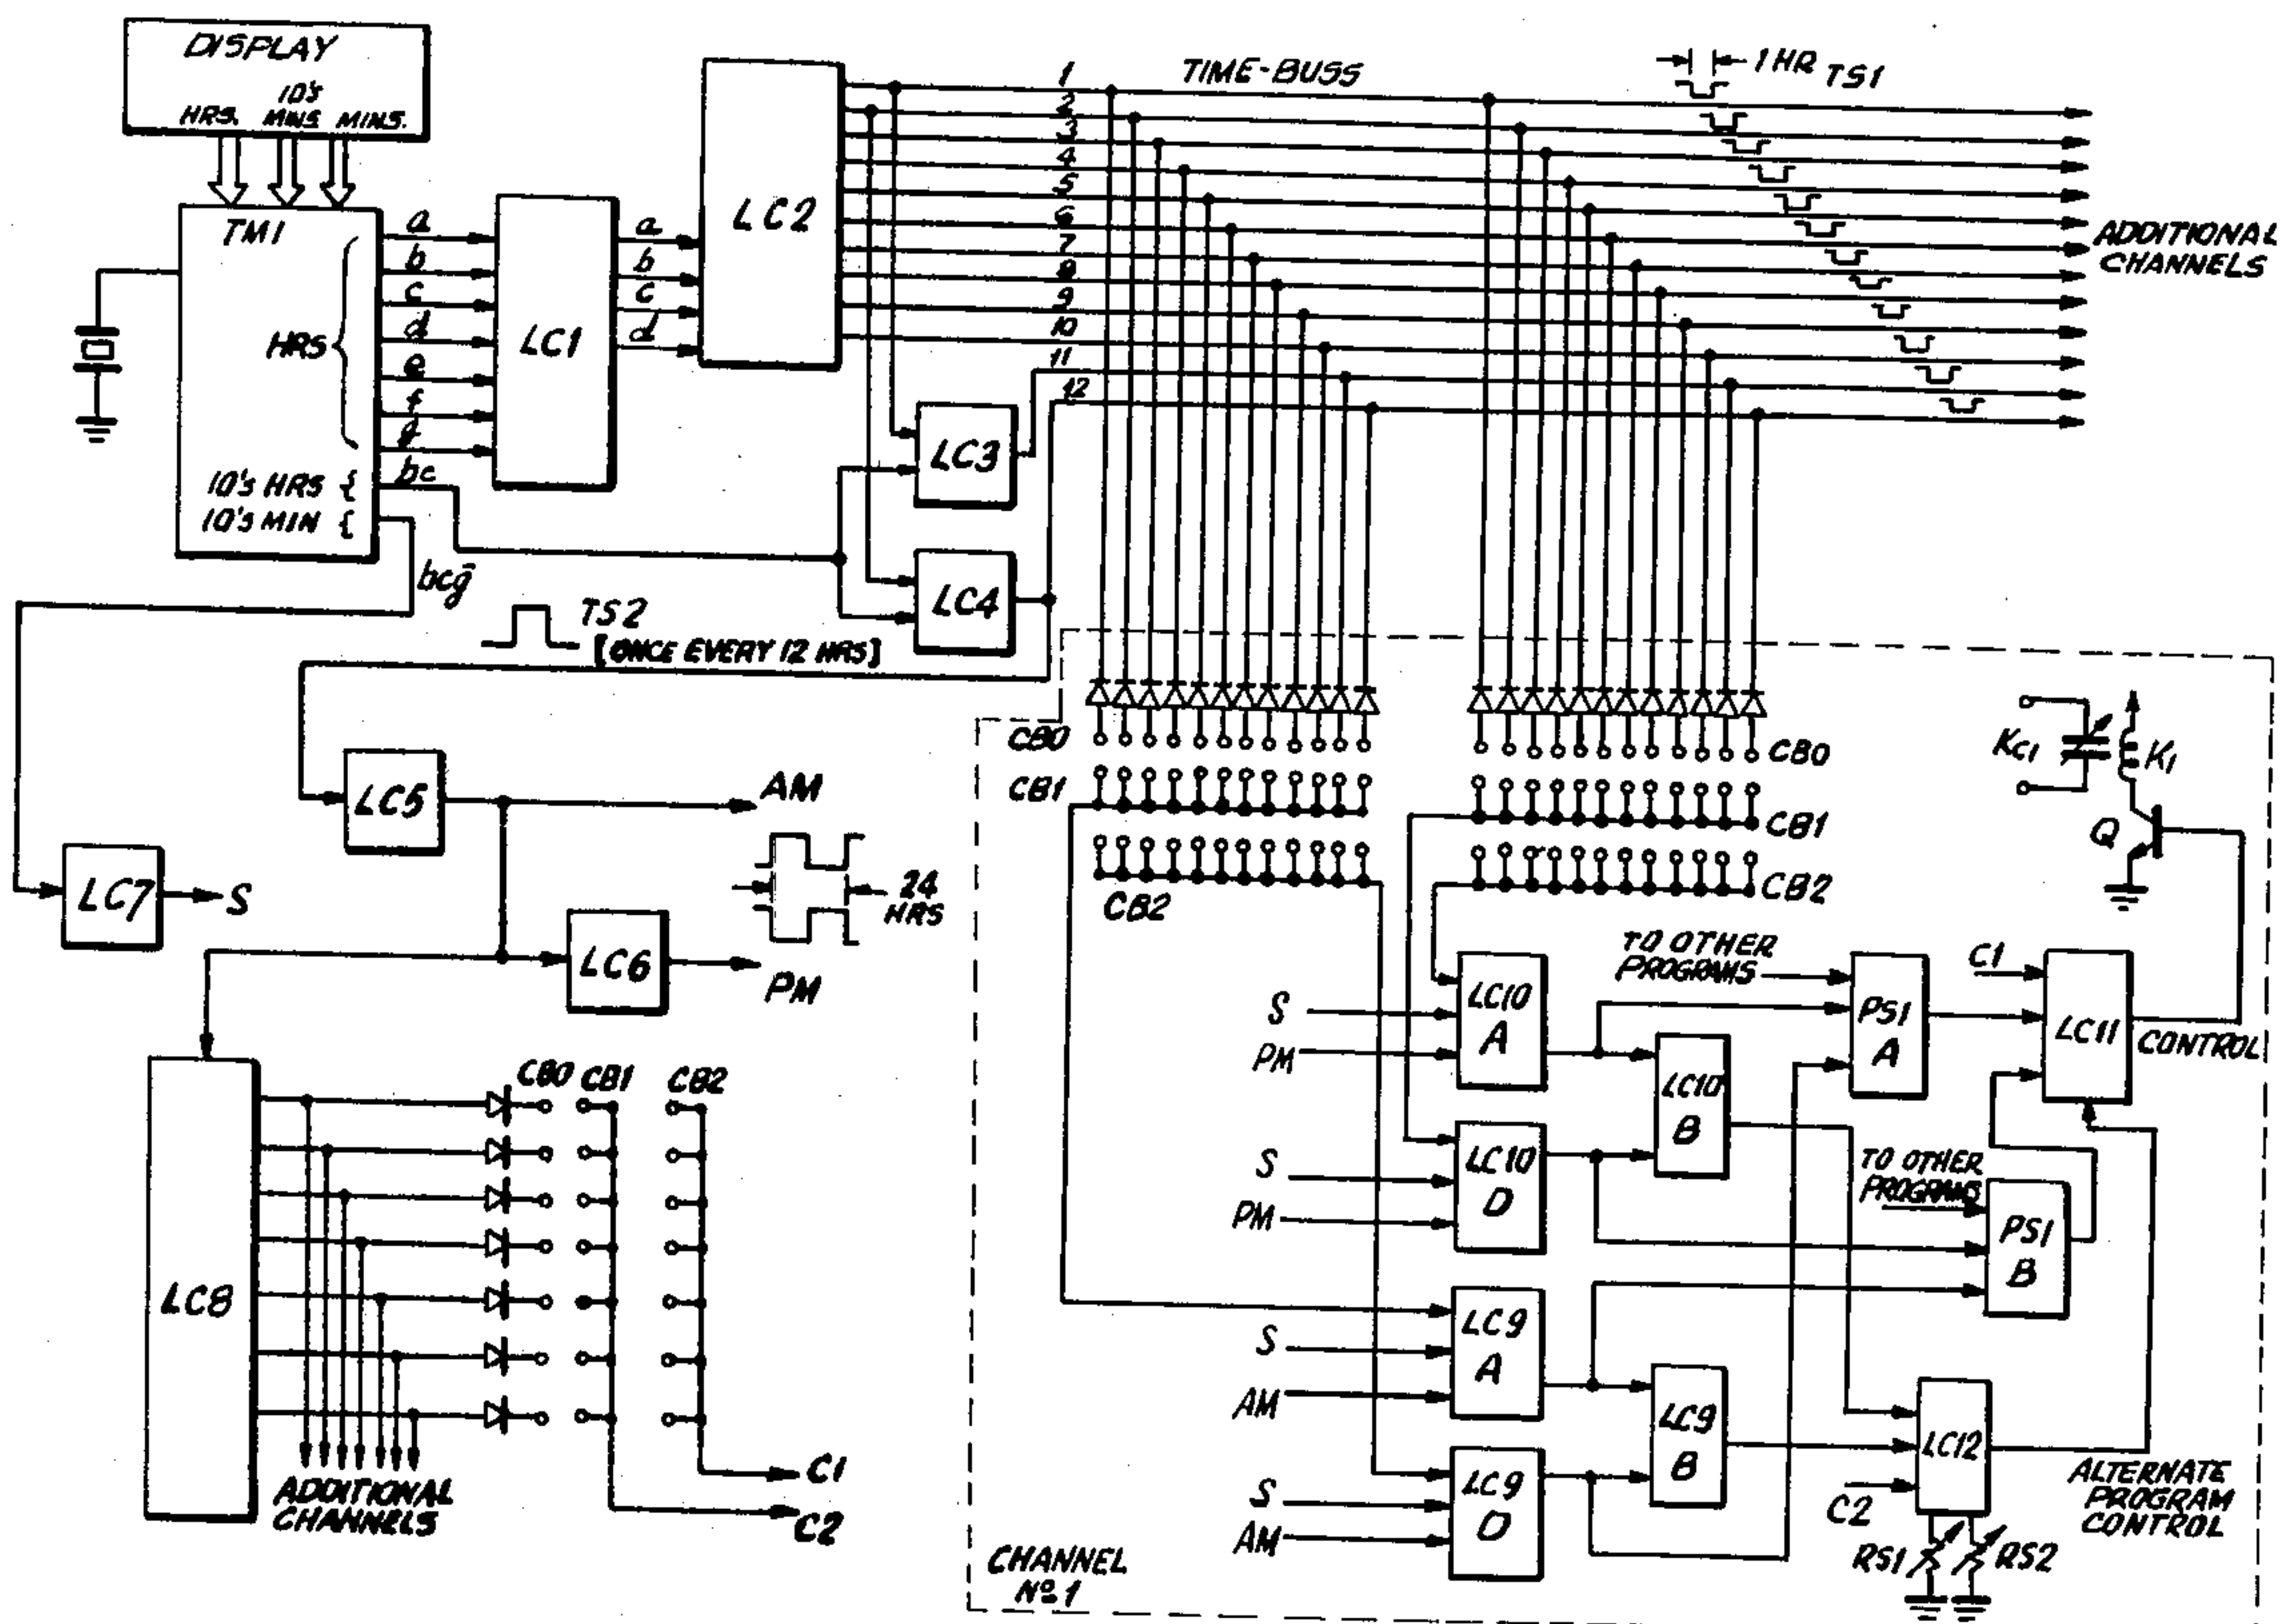 DISPLAY
HRS.
10's
MINS
MINS.
TM1
HRS
a
b
c
d
e
f
g
10's HRS {
bc
10's MIN {
bcḡ
LC1
a
b
c
d
LC2
1
2
3
4
5
6
7
8
9
10
11
12
TIME-BUSS
1 HR
TS1
ADDITIONAL
CHANNELS
LC3
LC4
TS2
[ONCE EVERY 12 HRS]
LC5
AM
LC7
S
LC6
PM
24
HRS
LC8
CB0
CB1
CB2
ADDITIONAL
CHANNELS
C1
C2
CB0
CB1
CB2
CB0
CB1
CB2
KC1
K1
Q
LC10
A
S
PM
LC10
B
LC10
D
S
PM
TO OTHER
PROGRAMS
PS1
A
C1
LC11
CONTROL
TO OTHER
PROGRAMS
PS1
B
LC9
A
S
AM
LC9
B
LC9
D
S
AM
LC12
C2
RS1
RS2
ALTERNATE
PROGRAM
CONTROL
CHANNEL
Nº 1